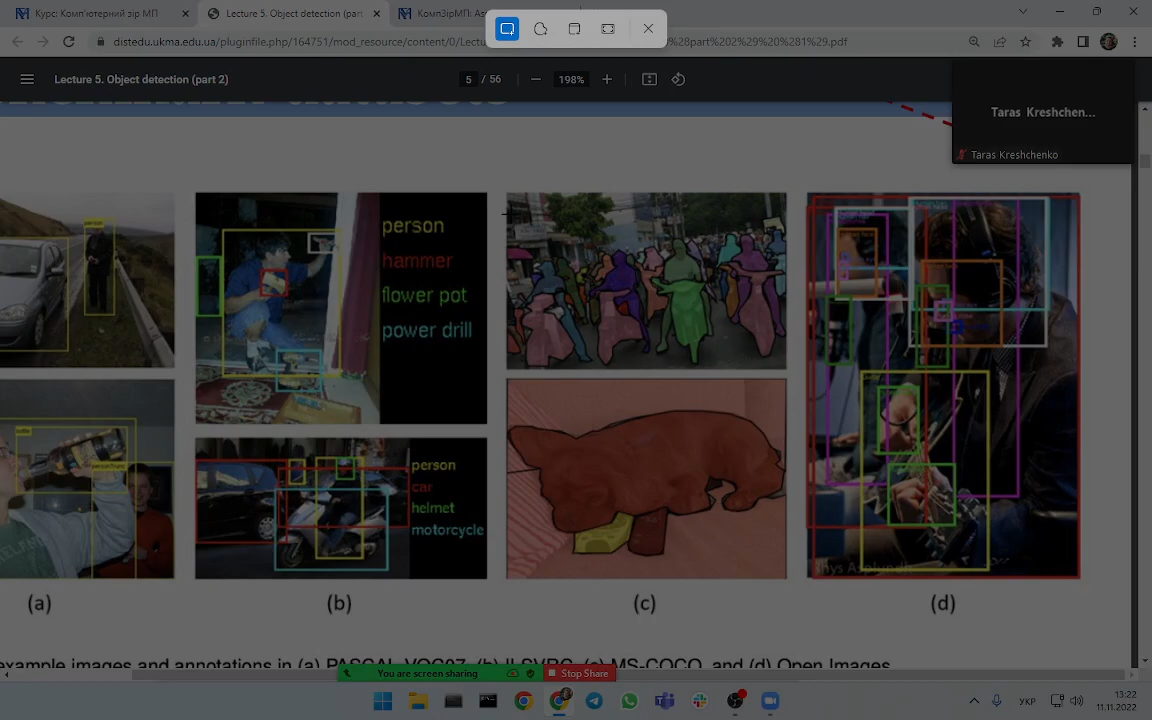 Курс: Комп'ютерний зір МП
Lecture 5. Object detection (part
КомпЗірМП:
distedu.ukma.edu.ua/pluginfile.php/164751/mod_resource/content/0/Lectu
%28part%202%29%20%281%29.pdf
Lecture 5. Object detection (part 2)
5 / 56
198%
Taras Kreshchen...
Taras Kreshchenko
person
person
hammer
flower pot
power drill
person
car
helmet
motorcycle
(a)
(b)
(c)
(d)
example images and annotations in (a) PASCAL-VOC07, (b) ILSVRC, (c) MS-COCO, and (d) Open Images
You are screen sharing
Stop Share
УКР
13:22
11.11.2022